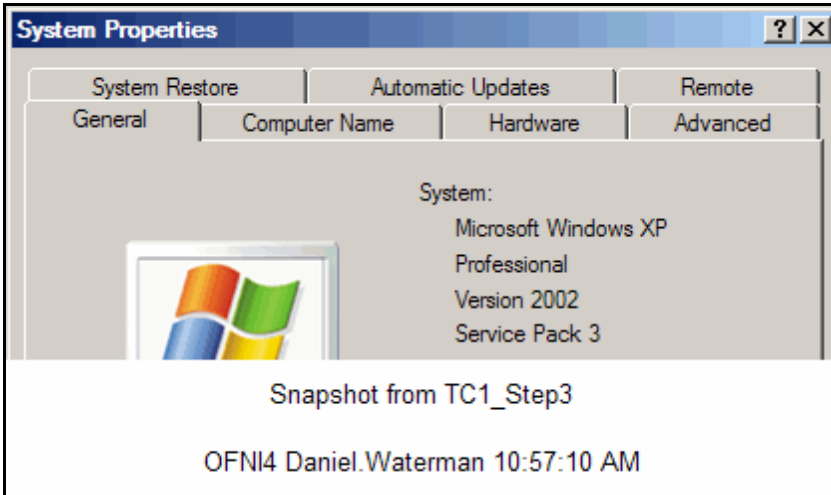 System Properties
System Restore Automatic Updates Remote
General Computer Name Hardware Advanced
System:
Microsoft Windows XP
Professional
Version 2002
Service Pack 3
Snapshot from TC1_Step3
OFNI4 Daniel.Waterman 10:57:10 AM